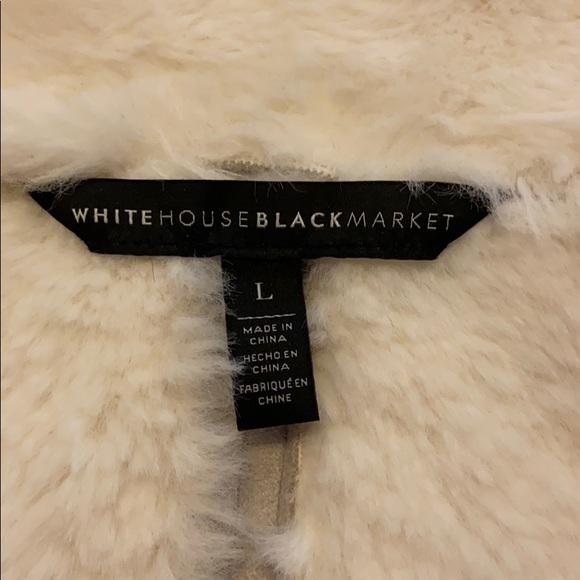 WHITEHOUSEBLACKMARKET
L
MADE IN
CHINA
HECHO EN
CHINA
FABRIQUÉ EN
CHINE